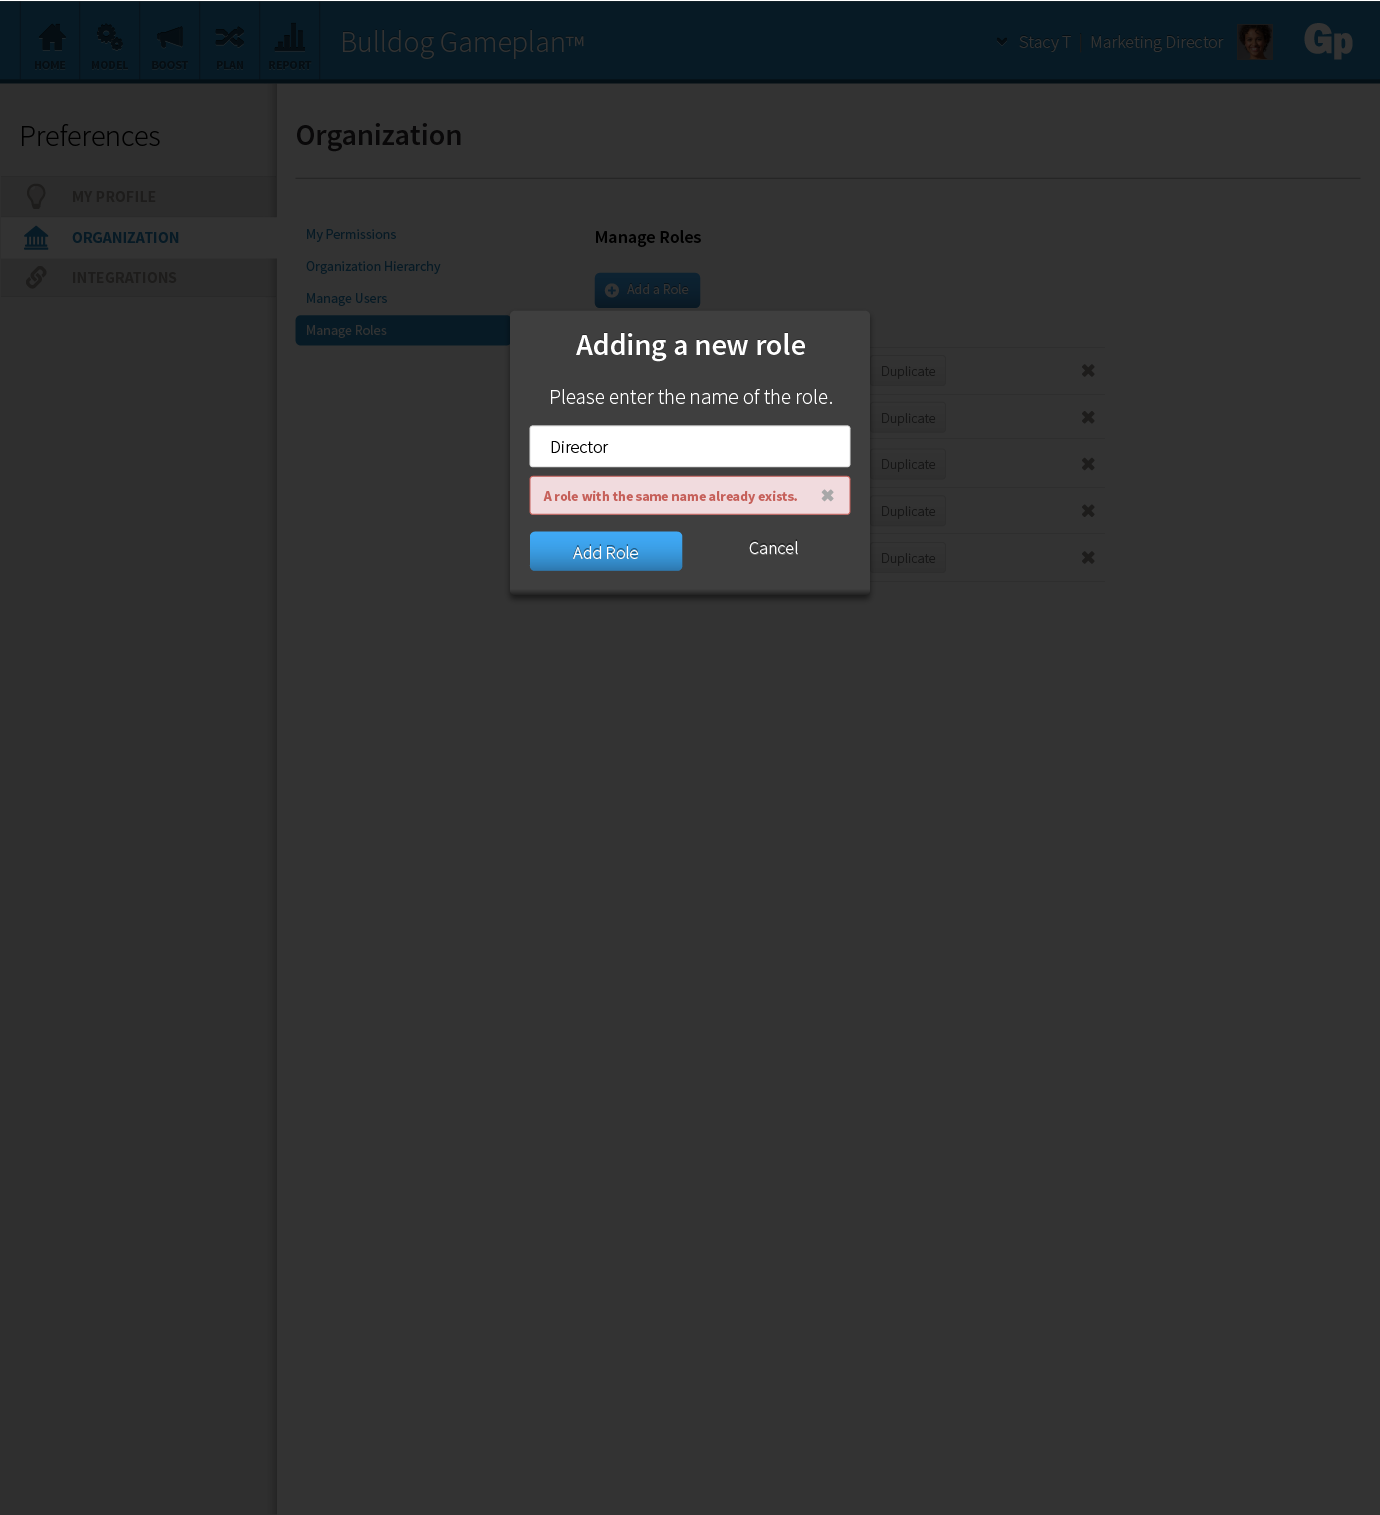 HOME
MODEL
BOOST
PLAN
REPORT
Bulldog Gameplan™
Stacy T
Marketing Director
Gp
Preferences
MY PROFILE
ORGANIZATION
INTEGRATIONS
Organization
My Permissions
Organization Hierarchy
Manage Users
Manage Roles
Manage Roles
Add a Role
Adding a new role
Please enter the name of the role.
Director
A role with the same name already exists.
Add Role
Cancel
Duplicate
Duplicate
Duplicate
Duplicate
Duplicate